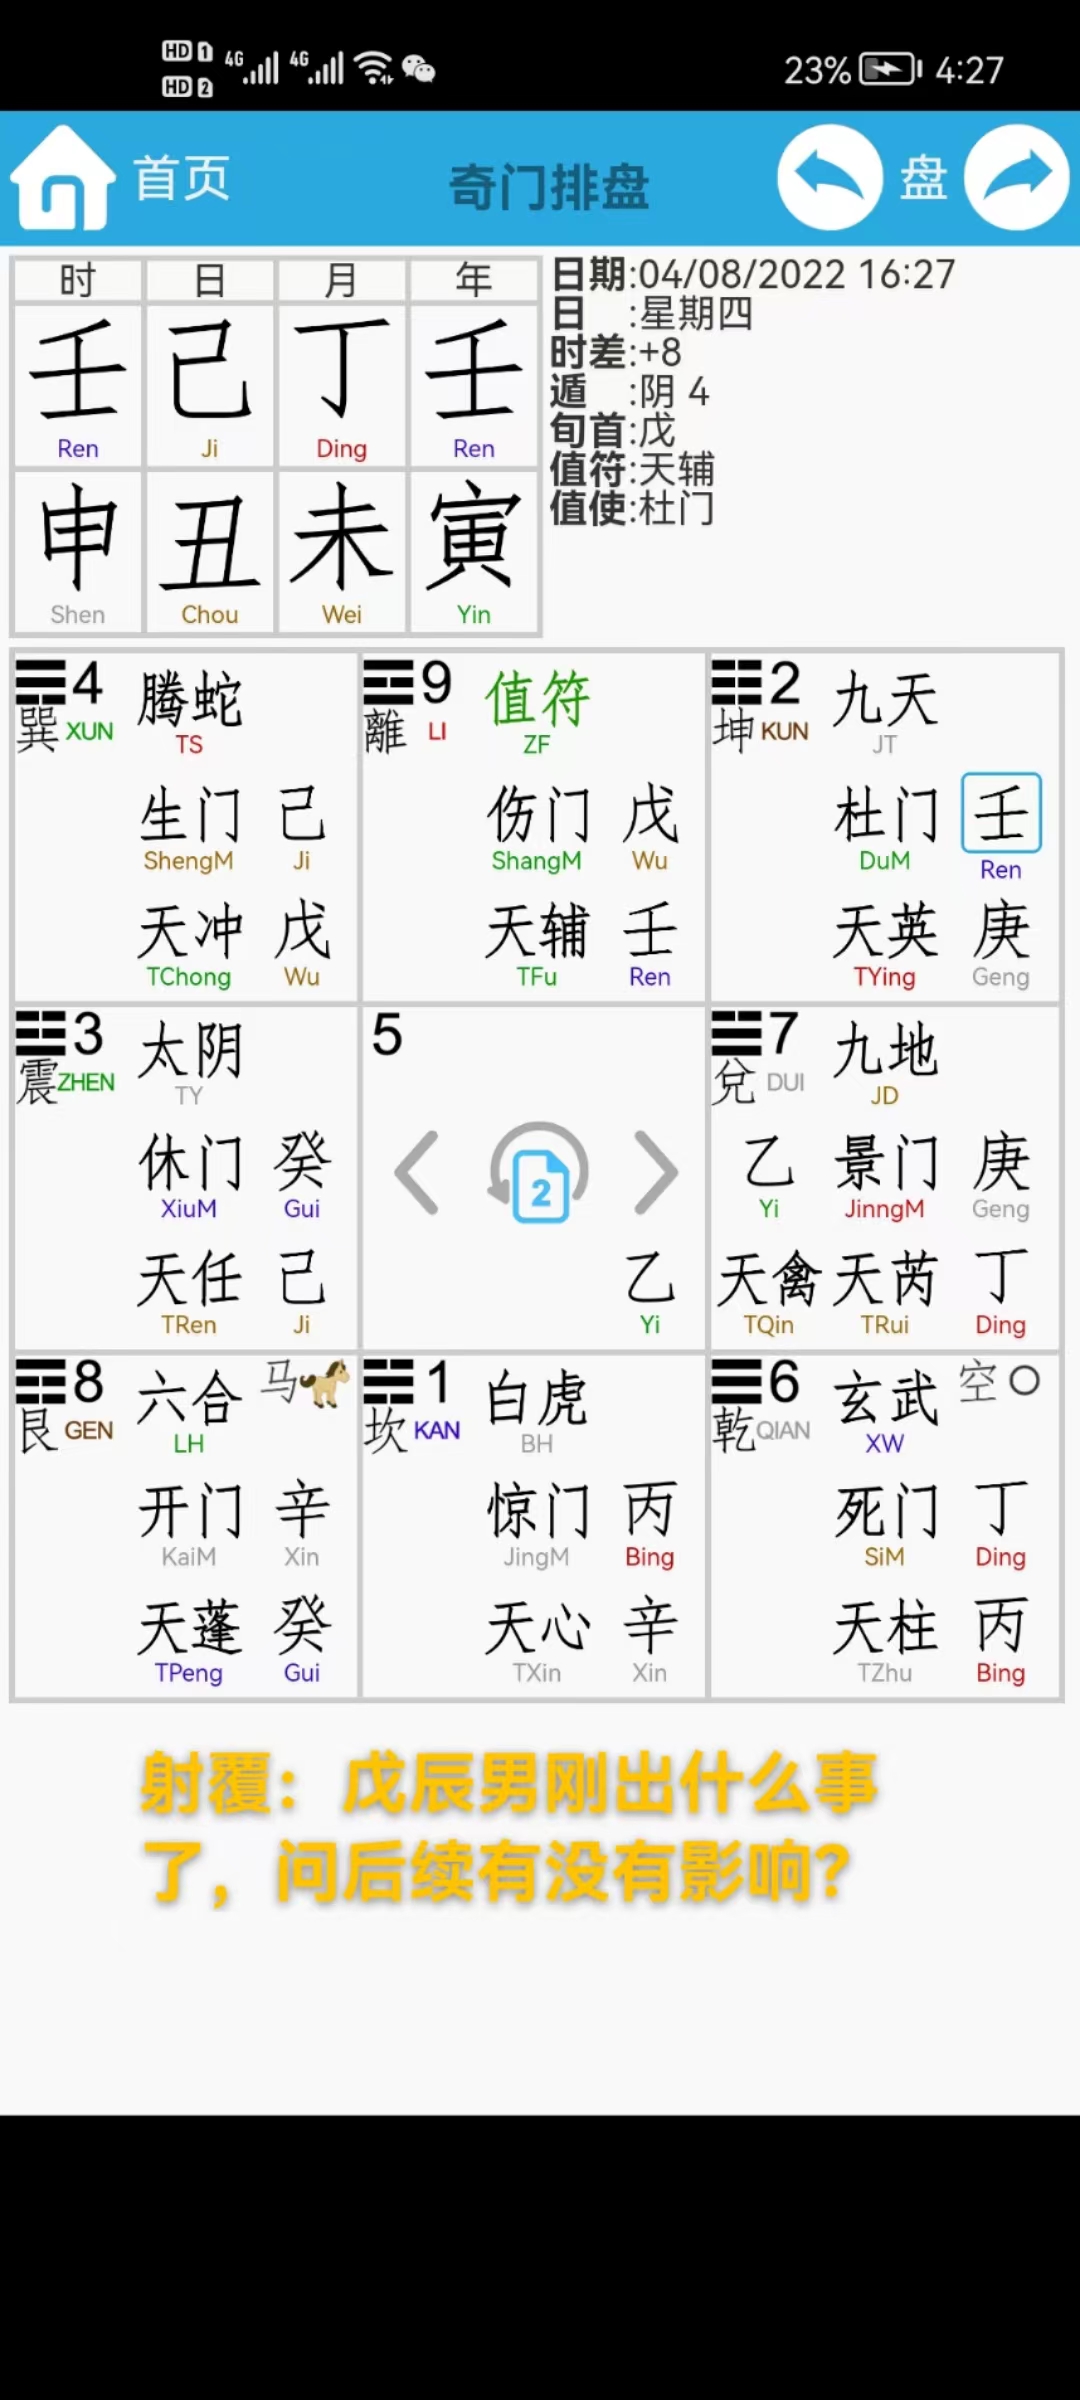 HD 1 4G 4G 23% 4:27
HD 2
首页 奇门排盘 盘
时 日 月 年
壬 己 丁 壬
Ren Ji Ding Ren
申 丑 未 寅
Shen Chou Wei Yin
日期:04/08/2022 16:27
日 :星期四
时差:+8
遁 :阴 4
旬首:戊
值符:天辅
值使:杜门
4 腾蛇
巽 XUN TS
生门 己
ShengM Ji
天冲 戊
TChong Wu
9 值符
離 LI ZF
伤门 戊
ShangM Wu
天辅 壬
TFu Ren
2 九天
坤 KUN JT
杜门 壬
DuM Ren
天英 庚
TYing Geng
3 太阴
震 ZHEN TY
休门 癸
XiuM Gui
天任 己
TRen Ji
5
2
乙
Yi
7 九地
兌 DUI JD
乙 景门 庚
Yi JinngM Geng
天禽 天芮 丁
TQin TRui Ding
8 六合 马
艮 GEN LH
开门 辛
KaiM Xin
天蓬 癸
TPeng Gui
1 白虎
坎 KAN BH
惊门 丙
JingM Bing
天心 辛
TXin Xin
6 玄武 空
乾 QIAN XW
死门 丁
SiM Ding
天柱 丙
TZhu Bing
射覆：戊辰男刚出什么事
了，问后续有没有影响？